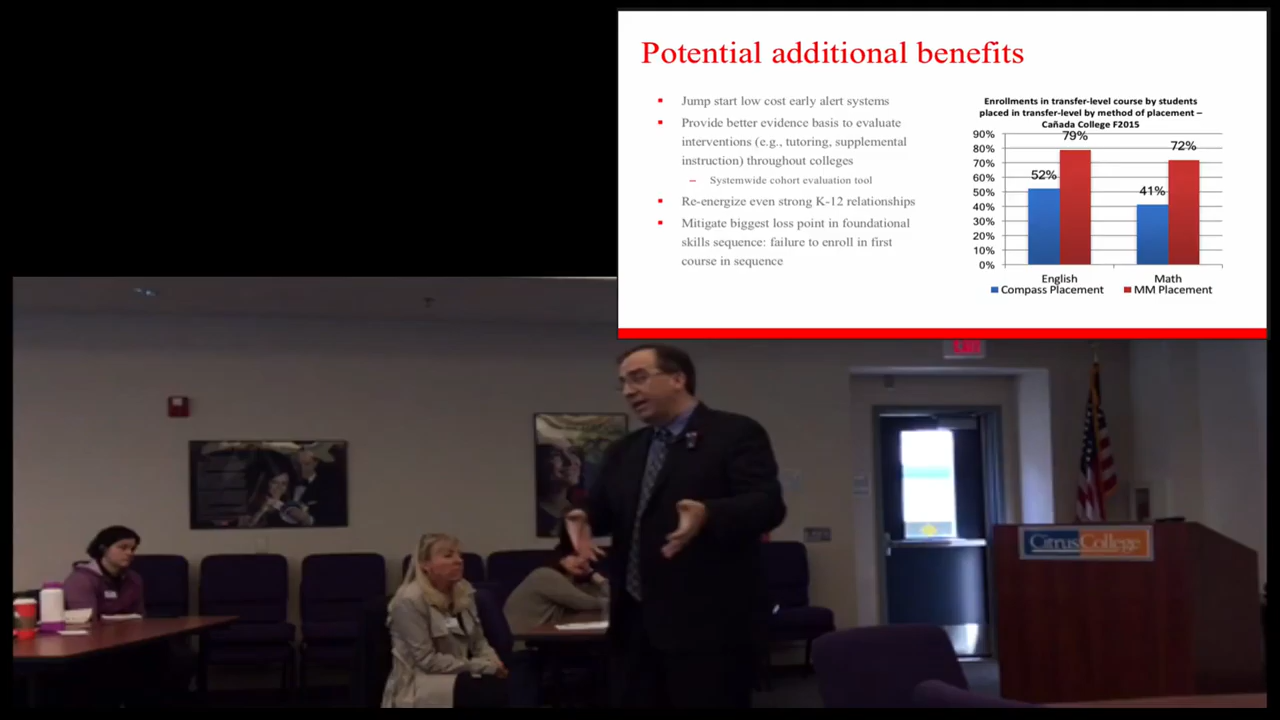 Potential additional benefits
Jump start low cost early alert systems
Provide better evidence basis to evaluate
interventions (e.g., tutoring, supplemental
instruction) throughout colleges
– Systemwide cohort evaluation tool
Re-energize even strong K-12 relationships
Mitigate biggest loss point in foundational
skills sequence: failure to enroll in first
course in sequence
Enrollments in transfer-level course by students
placed in transfer-level by method of placement –
Cañada College F2015
90%
80%
70%
60%
50%
40%
30%
20%
10%
0%
79%
72%
52%
41%
English
Math
Compass Placement
MM Placement
Exit
CitrusCollege